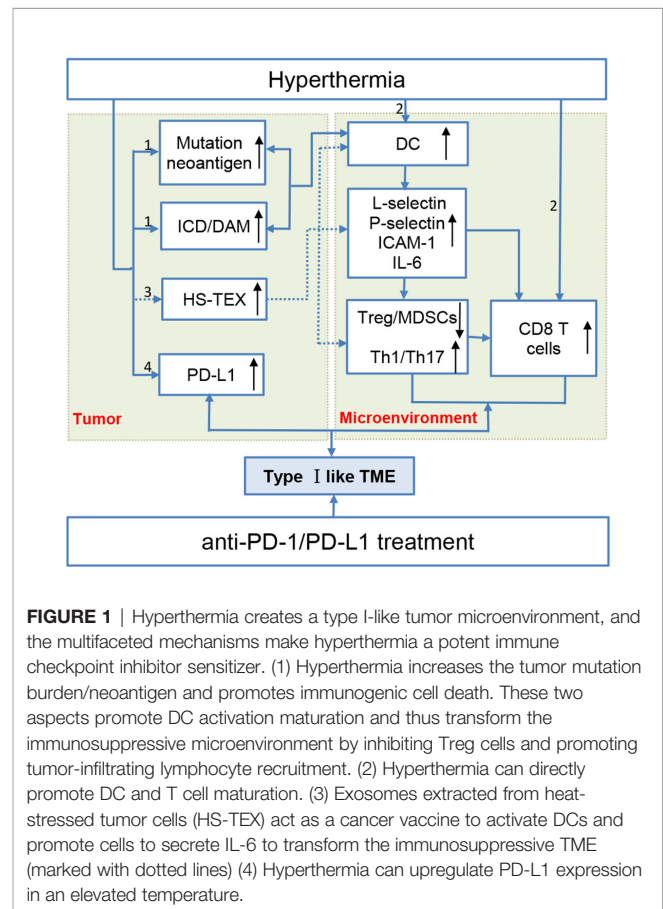 Hyperthermia
2
1
Mutation
neoantigen
DC
1
ICD/DAM
L-selectin
P-selectin
ICAM-1
IL-6
2
3
HS-TEX
Treg/MDSCs
Th1/Th17
CD8 T
cells
4
PD-L1
Tumor
Microenvironment
Type I like TME
anti-PD-1/PD-L1 treatment
FIGURE 1 | Hyperthermia creates a type I-like tumor microenvironment, and
the multifaceted mechanisms make hyperthermia a potent immune
checkpoint inhibitor sensitizer. (1) Hyperthermia increases the tumor mutation
burden/neoantigen and promotes immunogenic cell death. These two
aspects promote DC activation maturation and thus transform the
immunosuppressive microenvironment by inhibiting Treg cells and promoting
tumor-infiltrating lymphocyte recruitment. (2) Hyperthermia can directly
promote DC and T cell maturation. (3) Exosomes extracted from heat-
stressed tumor cells (HS-TEX) act as a cancer vaccine to activate DCs and
promote cells to secrete IL-6 to transform the immunosuppressive TME
(marked with dotted lines) (4) Hyperthermia can upregulate PD-L1 expression
in an elevated temperature.